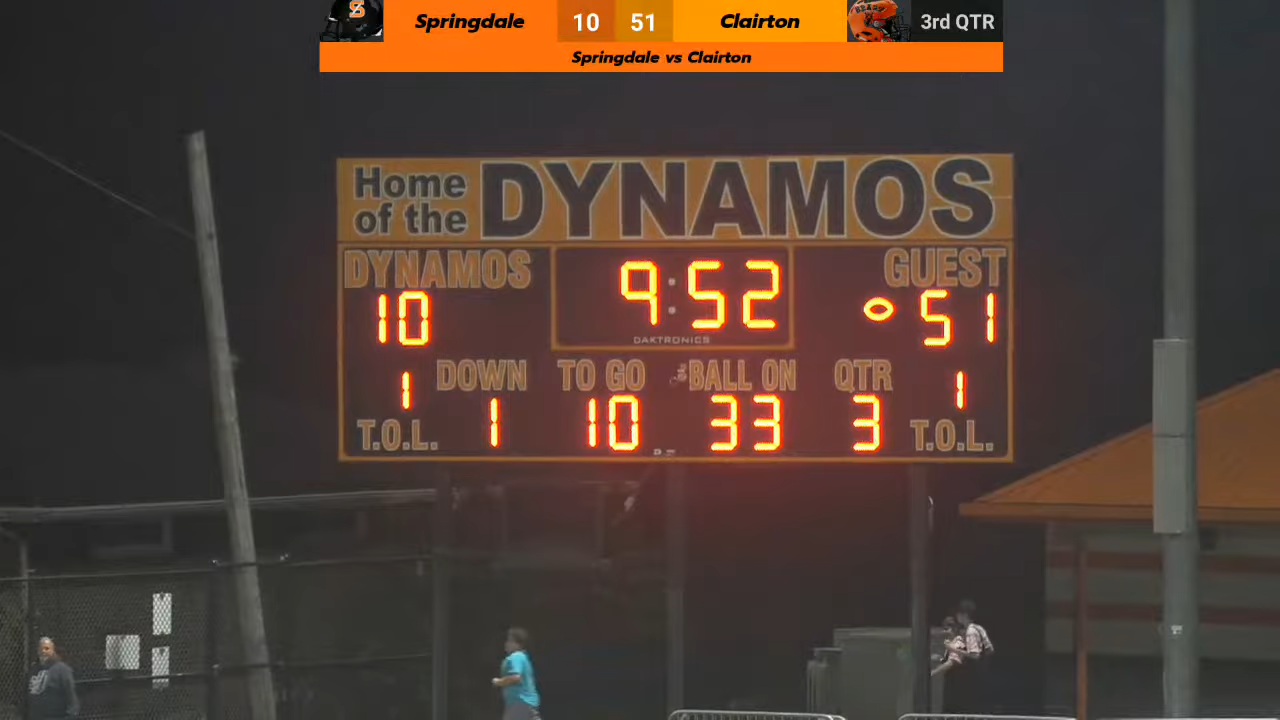 Springdale 10 51 Clairton 3rd QTR
Springdale vs Clairton
Home of the DYNAMOS
DYNAMOS 9:52 GUEST
10 51
DAKTRONICS
DOWN TO GO BALL ON QTR
1 1 10 33 3 1
T.O.L. T.O.L.